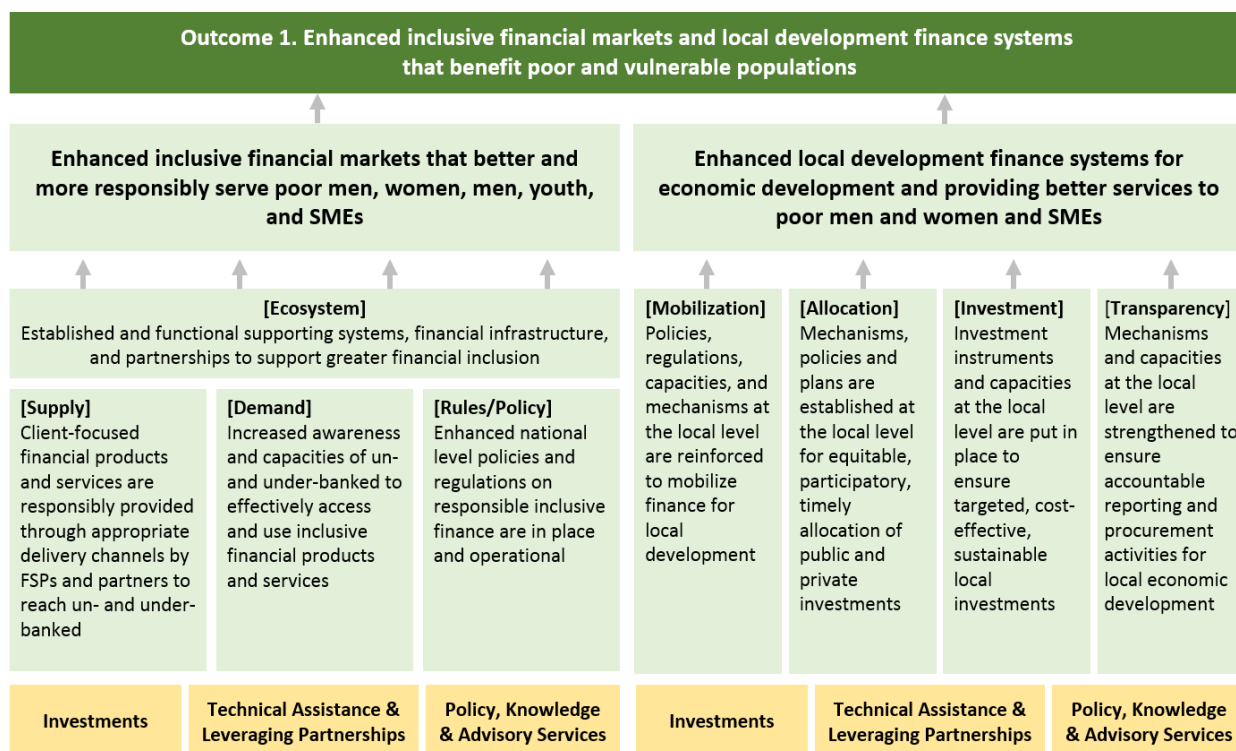 Outcome 1. Enhanced inclusive financial markets and local development finance systems
that benefit poor and vulnerable populations
Enhanced inclusive financial markets that better and
more responsibly serve poor men, women, men, youth,
and SMEs
Enhanced local development finance systems for
economic development and providing better services to
poor men and women and SMEs
[Ecosystem]
Established and functional supporting systems, financial infrastructure,
and partnerships to support greater financial inclusion
[Supply]
Client-focused
financial products
and services are
responsibly provided
through appropriate
delivery channels by
FSPs and partners to
reach un- and under-
banked
[Demand]
Increased awareness
and capacities of un-
and under-banked to
effectively access
and use inclusive
financial products
and services
[Rules/Policy]
Enhanced national
level policies and
regulations on
responsible inclusive
finance are in place
and operational
[Mobilization]
Policies,
regulations,
capacities, and
mechanisms at
the local level
are reinforced
to mobilize
finance for
local
development
[Allocation]
Mechanisms,
policies and
plans are
established at
the local level
for equitable,
participatory,
timely
allocation of
public and
private
investments
[Investment]
Investment
instruments
and capacities
at the local
level are put in
place to
ensure
targeted, cost-
effective,
sustainable
local
investments
[Transparency]
Mechanisms
and capacities
at the local
level are
strengthened to
ensure
accountable
reporting and
procurement
activities for
local economic
development
Investments
Technical Assistance &
Leveraging Partnerships
Policy, Knowledge
& Advisory Services
Investments
Technical Assistance &
Leveraging Partnerships
Policy, Knowledge
& Advisory Services